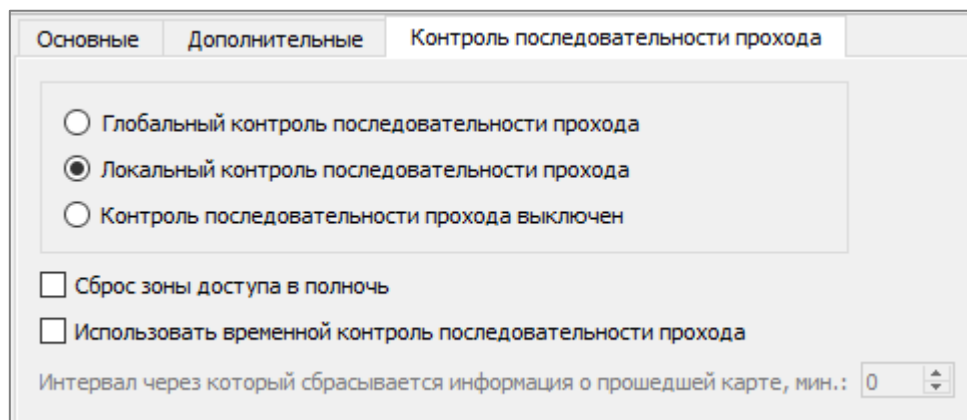 Основные Дополнительные Контроль последовательности прохода
Глобальный контроль последовательности прохода
Локальный контроль последовательности прохода
Контроль последовательности прохода выключен
Сброс зоны доступа в полночь
Использовать временной контроль последовательности прохода
Интервал через который сбрасывается информация о прошедшей карте, мин.: 0